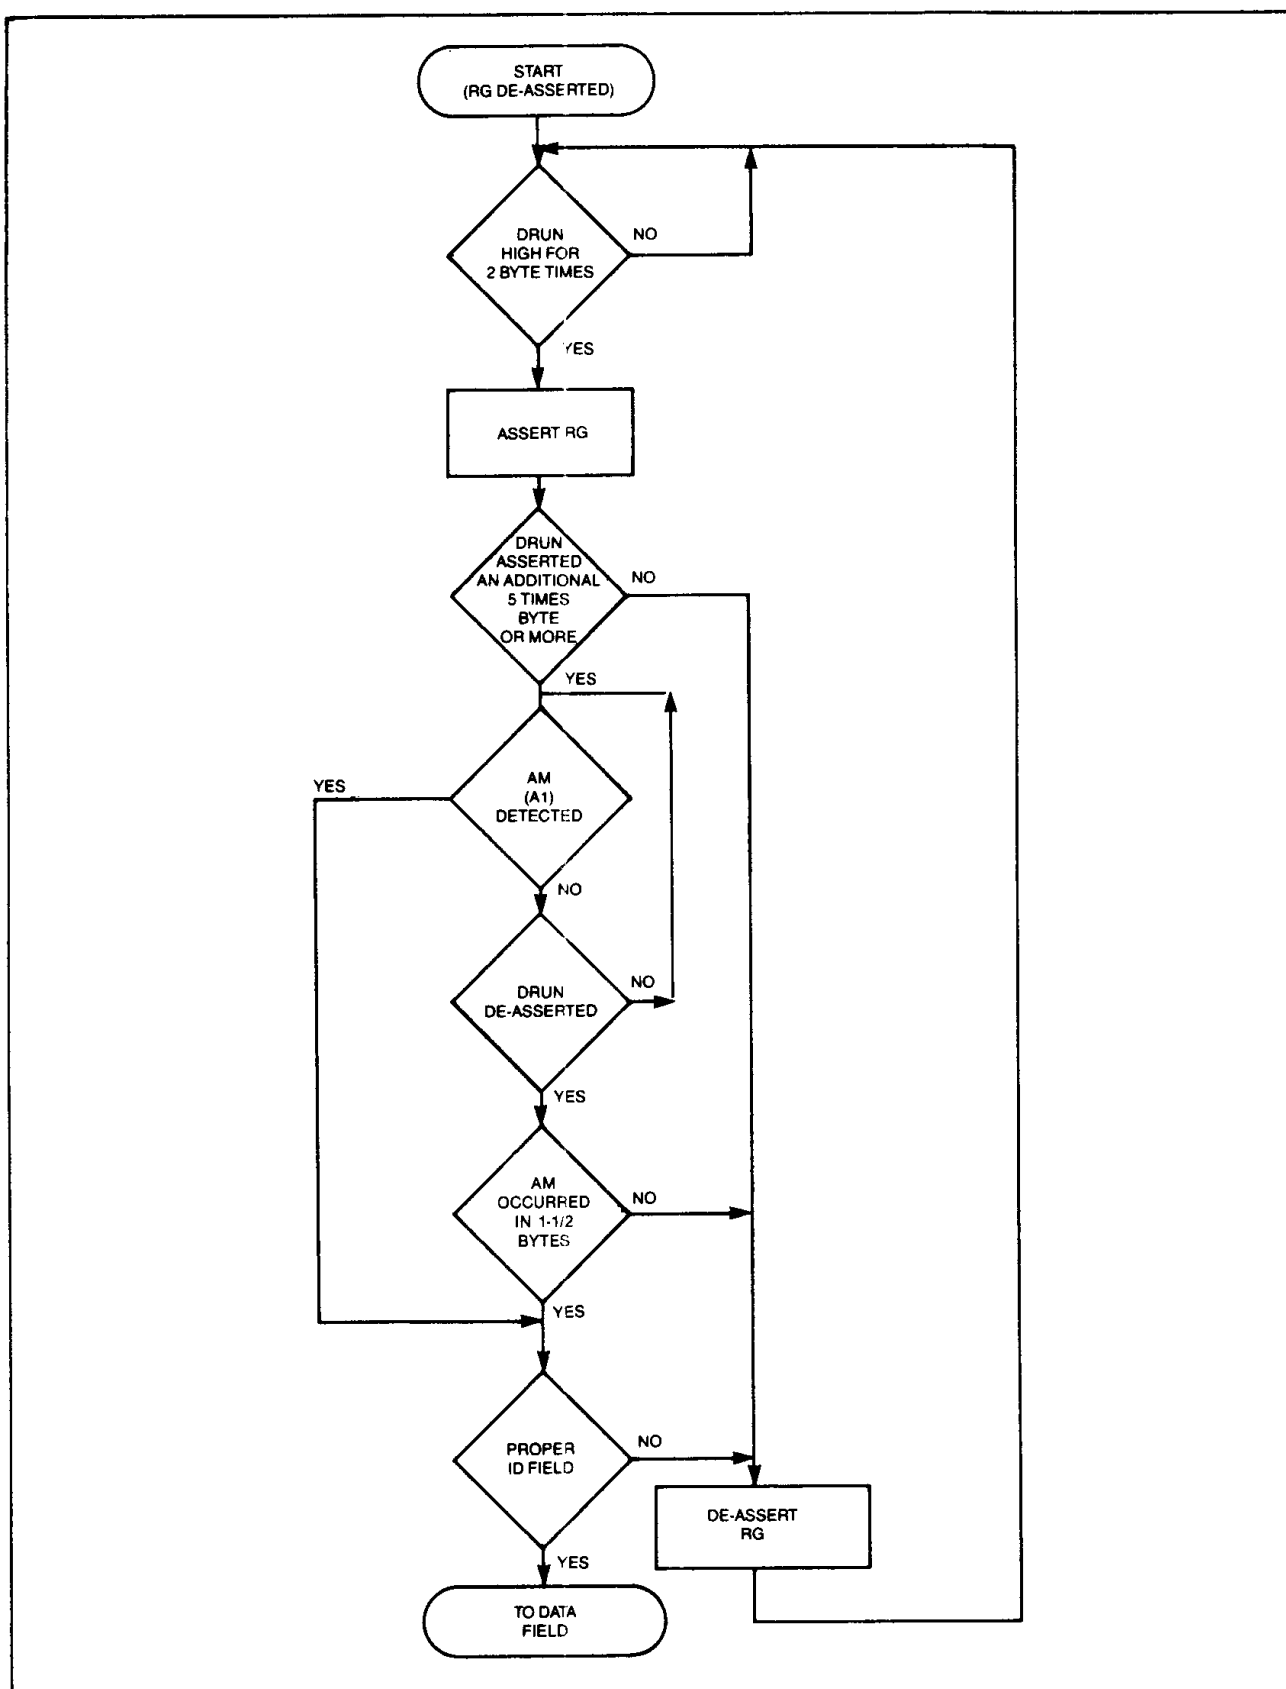 START
(RG DE-ASSERTED)
DRUN
HIGH FOR
2 BYTE TIMES
NO
YES
ASSERT RG
DRUN
ASSERTED
AN ADDITIONAL
5 TIMES
BYTE
OR MORE
NO
YES
AM
(A1)
DETECTED
YES
NO
DRUN
DE-ASSERTED
NO
YES
AM
OCCURRED
IN 1-1/2
BYTES
NO
YES
PROPER
ID FIELD
NO
YES
DE-ASSERT
RG
TO DATA
FIELD